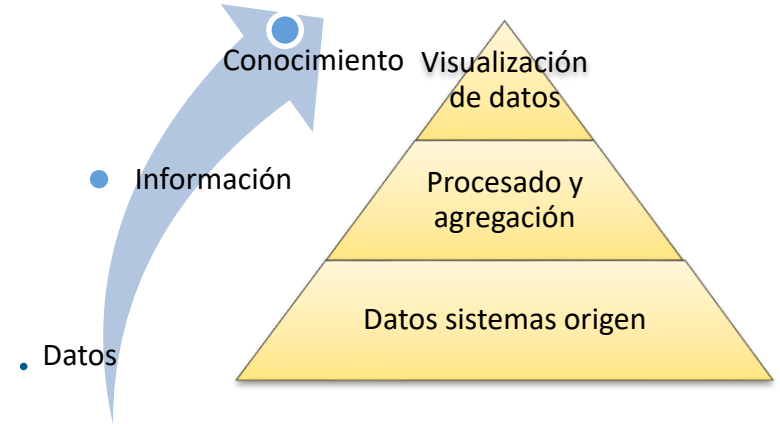 Conocimiento
Información
Datos
Visualización
de datos
Procesado y
agregación
Datos sistemas origen